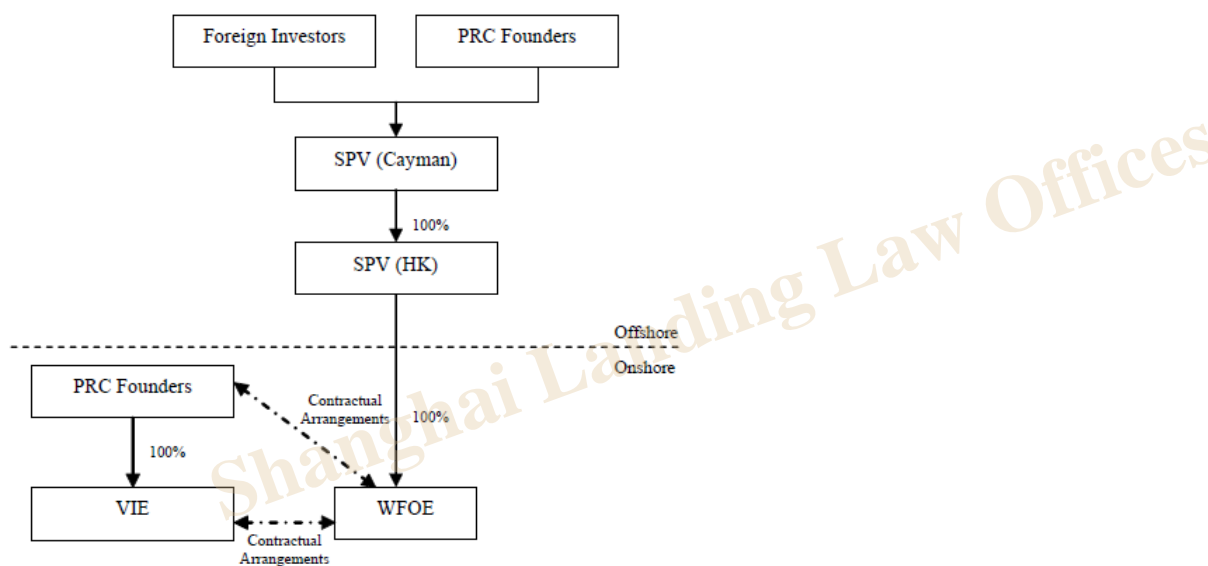 Foreign Investors
PRC Founders
SPV (Cayman)
100%
SPV (HK)
Offshore
Onshore
PRC Founders
Contractual
Arrangements
100%
100%
VIE
WFOE
Contractual
Arrangements
Shanghai Landing Law Offices